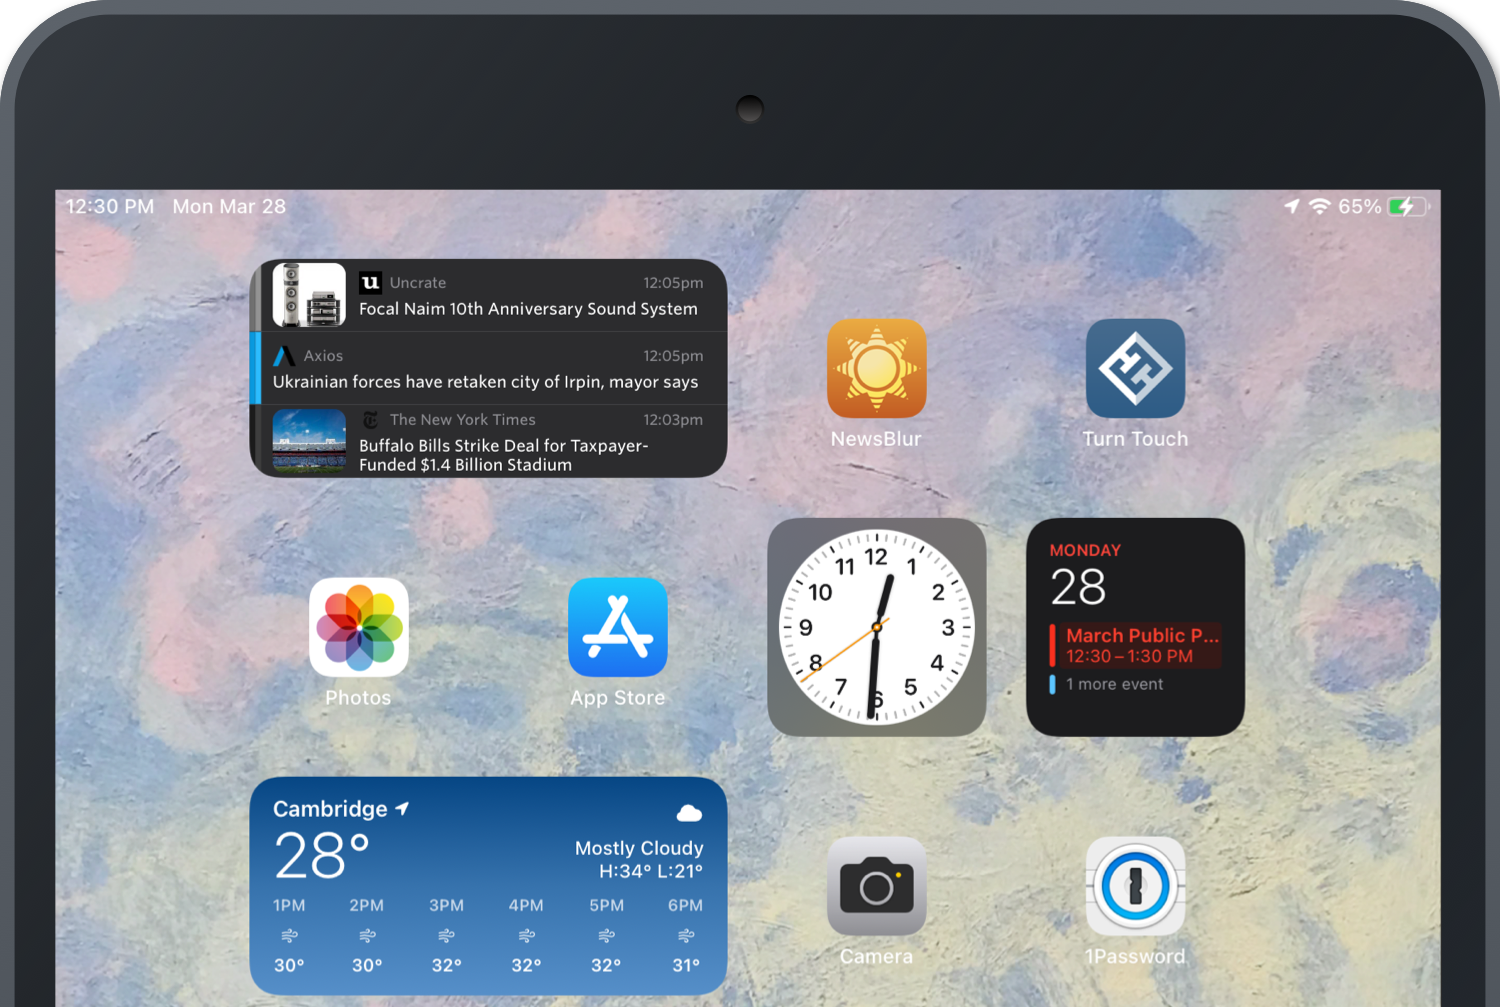 12:30 PM Mon Mar 28
65%
u Uncrate 12:05pm
Focal Naim 10th Anniversary Sound System
Axios 12:05pm
Ukrainian forces have retaken city of Irpin, mayor says
The New York Times 12:03pm
Buffalo Bills Strike Deal for Taxpayer-
Funded $1.4 Billion Stadium
NewsBlur
Turn Touch
Photos
App Store
12
1
2
3
4
5
6
7
8
9
10
11
MONDAY
28
March Public P...
12:30 – 1:30 PM
1 more event
Cambridge
28°
Mostly Cloudy
H:34° L:21°
1PM 2PM 3PM 4PM 5PM 6PM
30° 30° 32° 32° 32° 31°
Camera
1Password